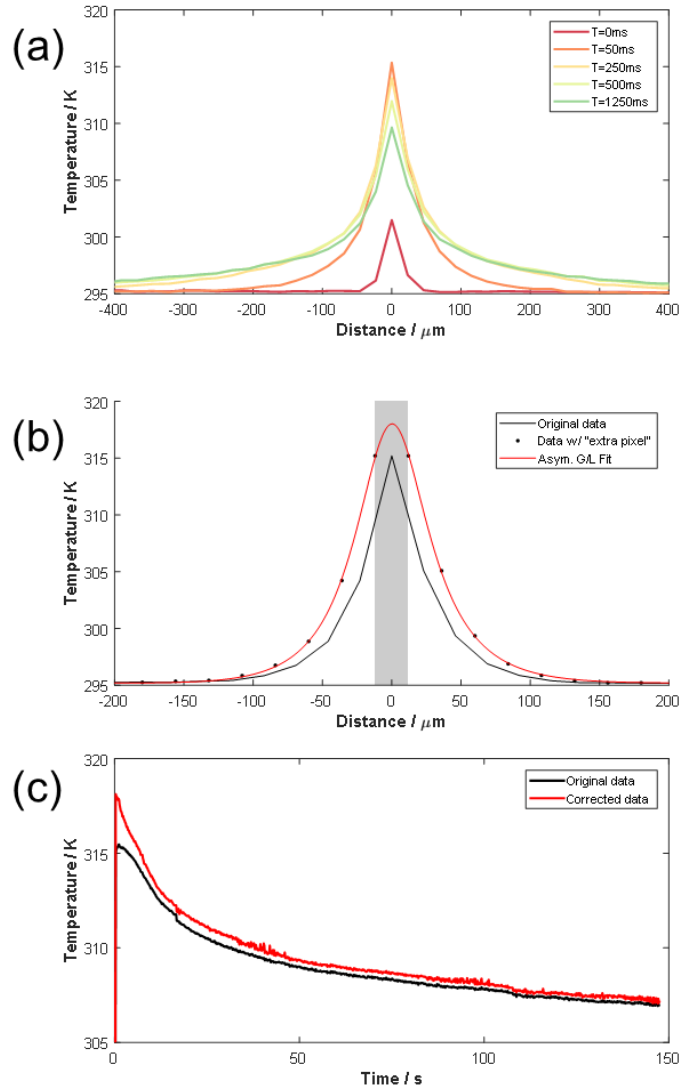 (a)
320
315
310
305
300
295
Temperature / K
-400 -300 -200 -100 0 100 200 300 400
Distance / μm
T=0ms
T=50ms
T=250ms
T=500ms
T=1250ms
(b)
320
315
310
305
300
295
Temperature / K
-200 -150 -100 -50 0 50 100 150 200
Distance / μm
Original data
Data w/ "extra pixel"
Asym. G/L Fit
(c)
320
315
310
305
Temperature / K
0 50 100 150
Time / s
Original data
Corrected data